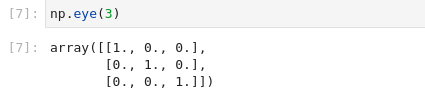 [7]: np.eye(3)
[7]: array([[1., 0., 0.],
[0., 1., 0.],
[0., 0., 1.]])